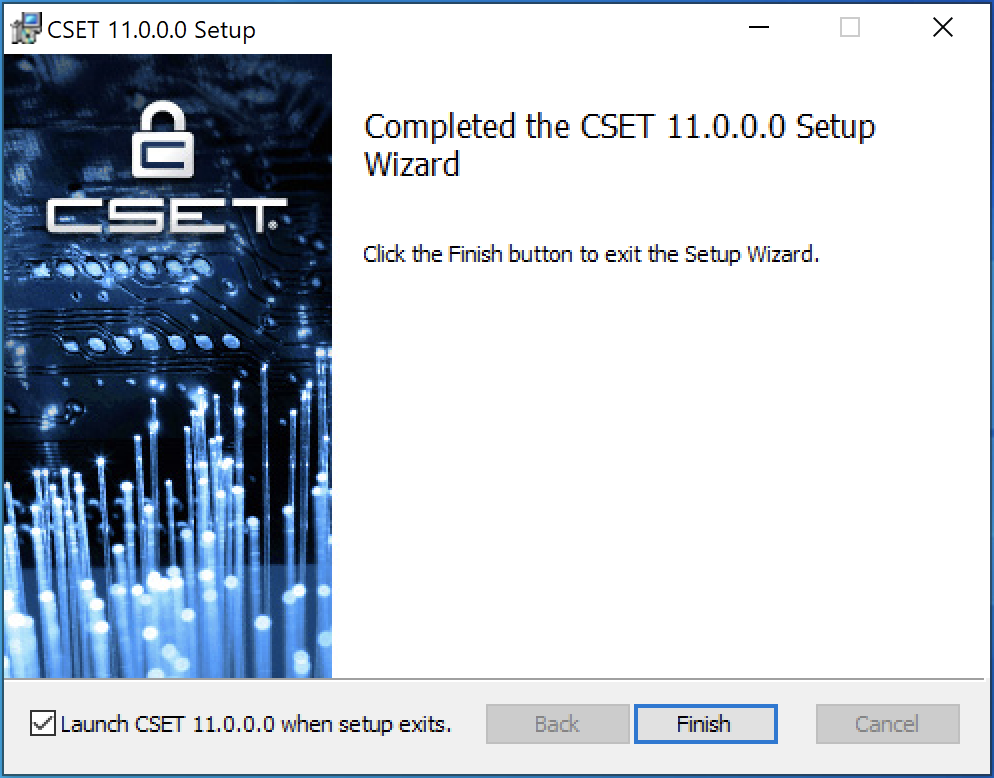 CSET 11.0.0.0 Setup
CSET®
Completed the CSET 11.0.0.0 Setup
Wizard
Click the Finish button to exit the Setup Wizard.
Launch CSET 11.0.0.0 when setup exits.
Back
Finish
Cancel